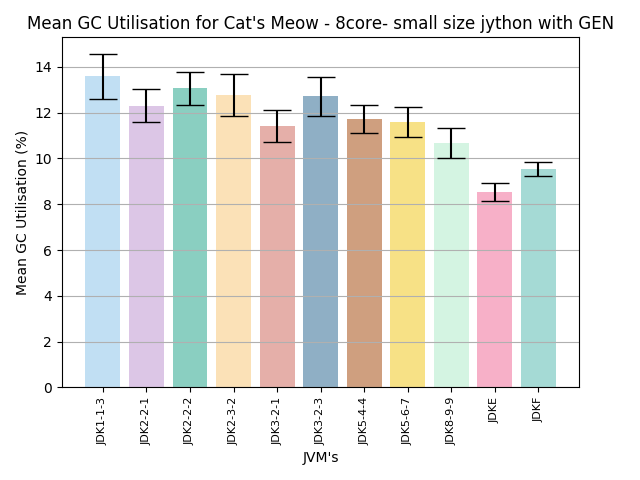 Mean GC Utilisation for Cat's Meow - 8core- small size jython with GEN
Mean GC Utilisation (%)
14
12
10
8
6
4
2
0
JDK1-1-3
JDK2-2-1
JDK2-2-2
JDK2-3-2
JDK3-2-1
JDK3-2-3
JDK5-4-4
JDK5-6-7
JDK8-9-9
JDKE
JDKF
JVM's